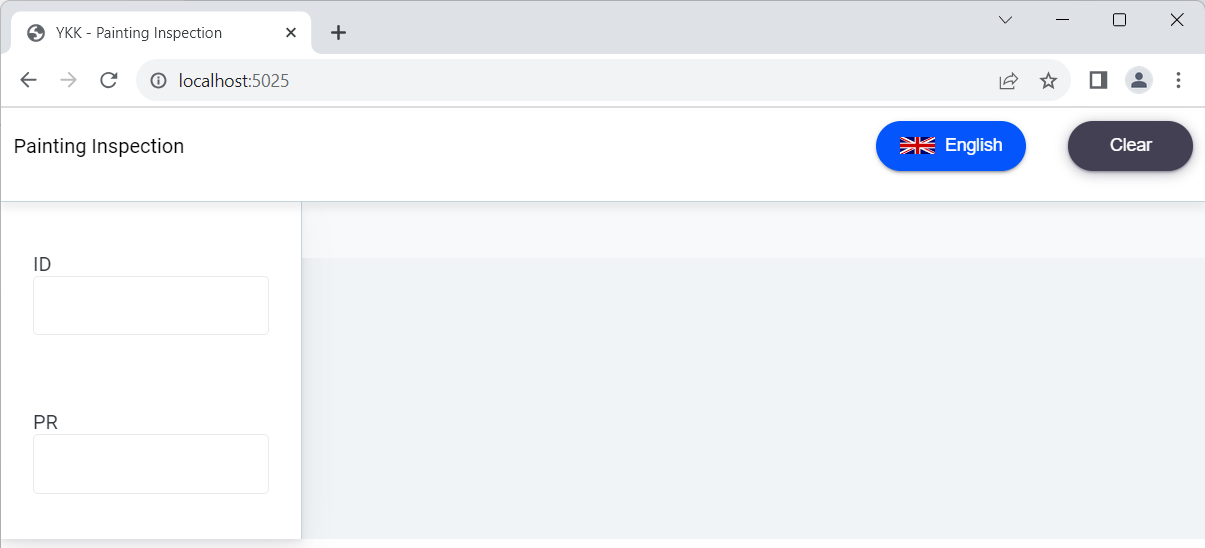 YKK - Painting Inspection
localhost:5025
Painting Inspection
English
Clear
ID
PR